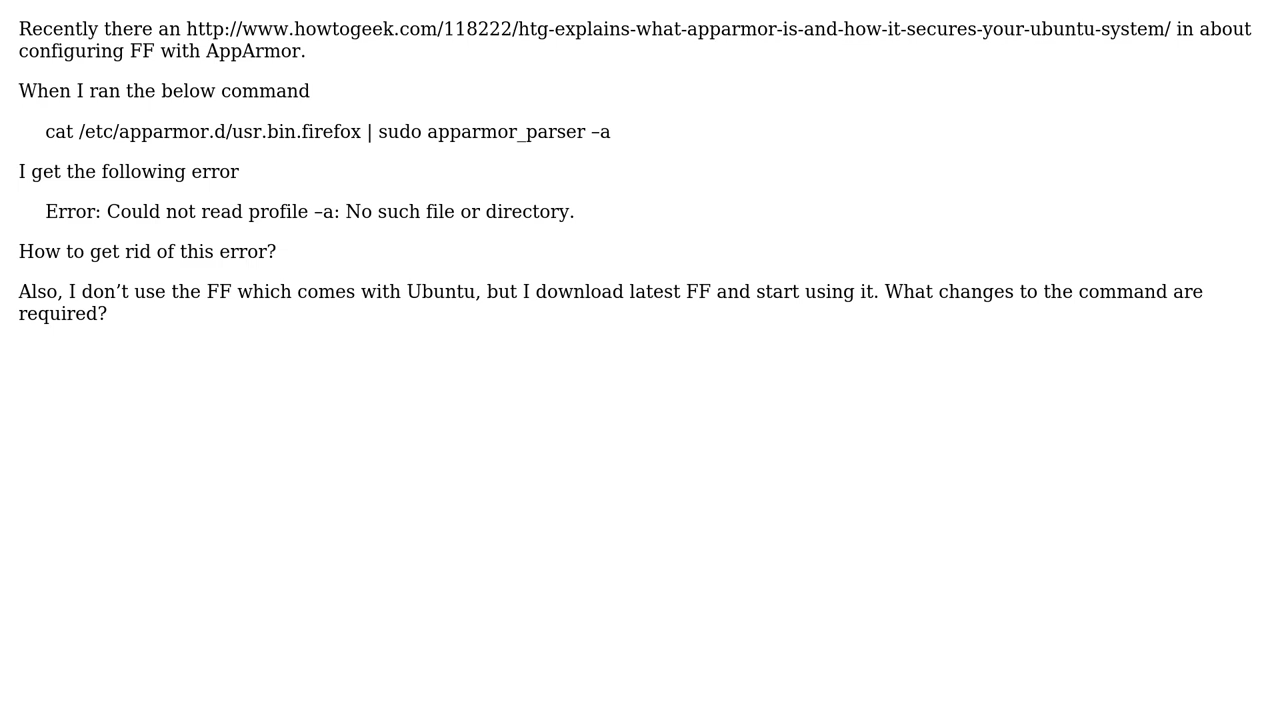 Recently there an http://www.howtogeek.com/118222/htg-explains-what-apparmor-is-and-how-it-secures-your-ubuntu-system/ in about
configuring FF with AppArmor.
When I ran the below command
cat /etc/apparmor.d/usr.bin.firefox | sudo apparmor_parser –a
I get the following error
Error: Could not read profile –a: No such file or directory.
How to get rid of this error?
Also, I don’t use the FF which comes with Ubuntu, but I download latest FF and start using it. What changes to the command are
required?